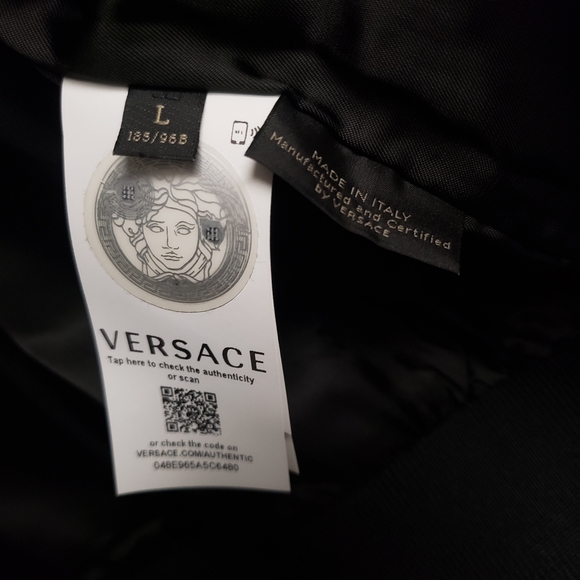 L
185/96B
MADE IN ITALY
Manufactured and Certified
by VERSACE
VERSACE
Tap here to check the authenticity
or scan
or check the code on
VERSACE.COM/AUTHENTIC
048E965A5C6480